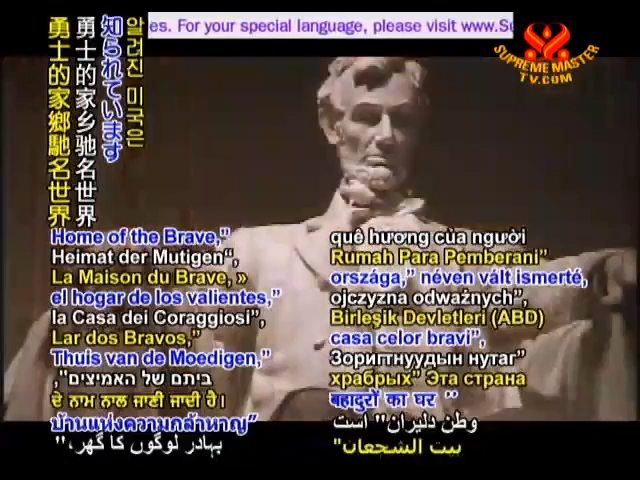 es. For your special language, please visit www.Su
SUPREME MASTER
TV.COM
알려진 미국은
知られています
勇士的家乡驰名世界
勇士的家鄉馳名世界
Home of the Brave,”
Heimat der Mutigen“,
La Maison du Brave, »
el hogar de los valientes,”
la Casa dei Coraggiosi”,
Lar dos Bravos,”
Thuis van de Moedigen,”
ביתם של האמיצים",
ਦੇ ਨਾਮ ਨਾਲ ਜਾਣੀ ਜਾਂਦੀ ਹੈ।
บ้านแห่งความกล้าหาญ”
بہادر لوگوں کا گھر،"
quê hương của người
Rumah Para Pemberani”
országa,” néven vált ismerté,
ojczyzna odważnych”,
Birleşik Devletleri (ABD)
casa celor bravi”,
Зоригтнуудын нутаг”
храбрых” Эта страна
बहादुरों का घर ”
وطن دلیران" است
بيت الشجعان"